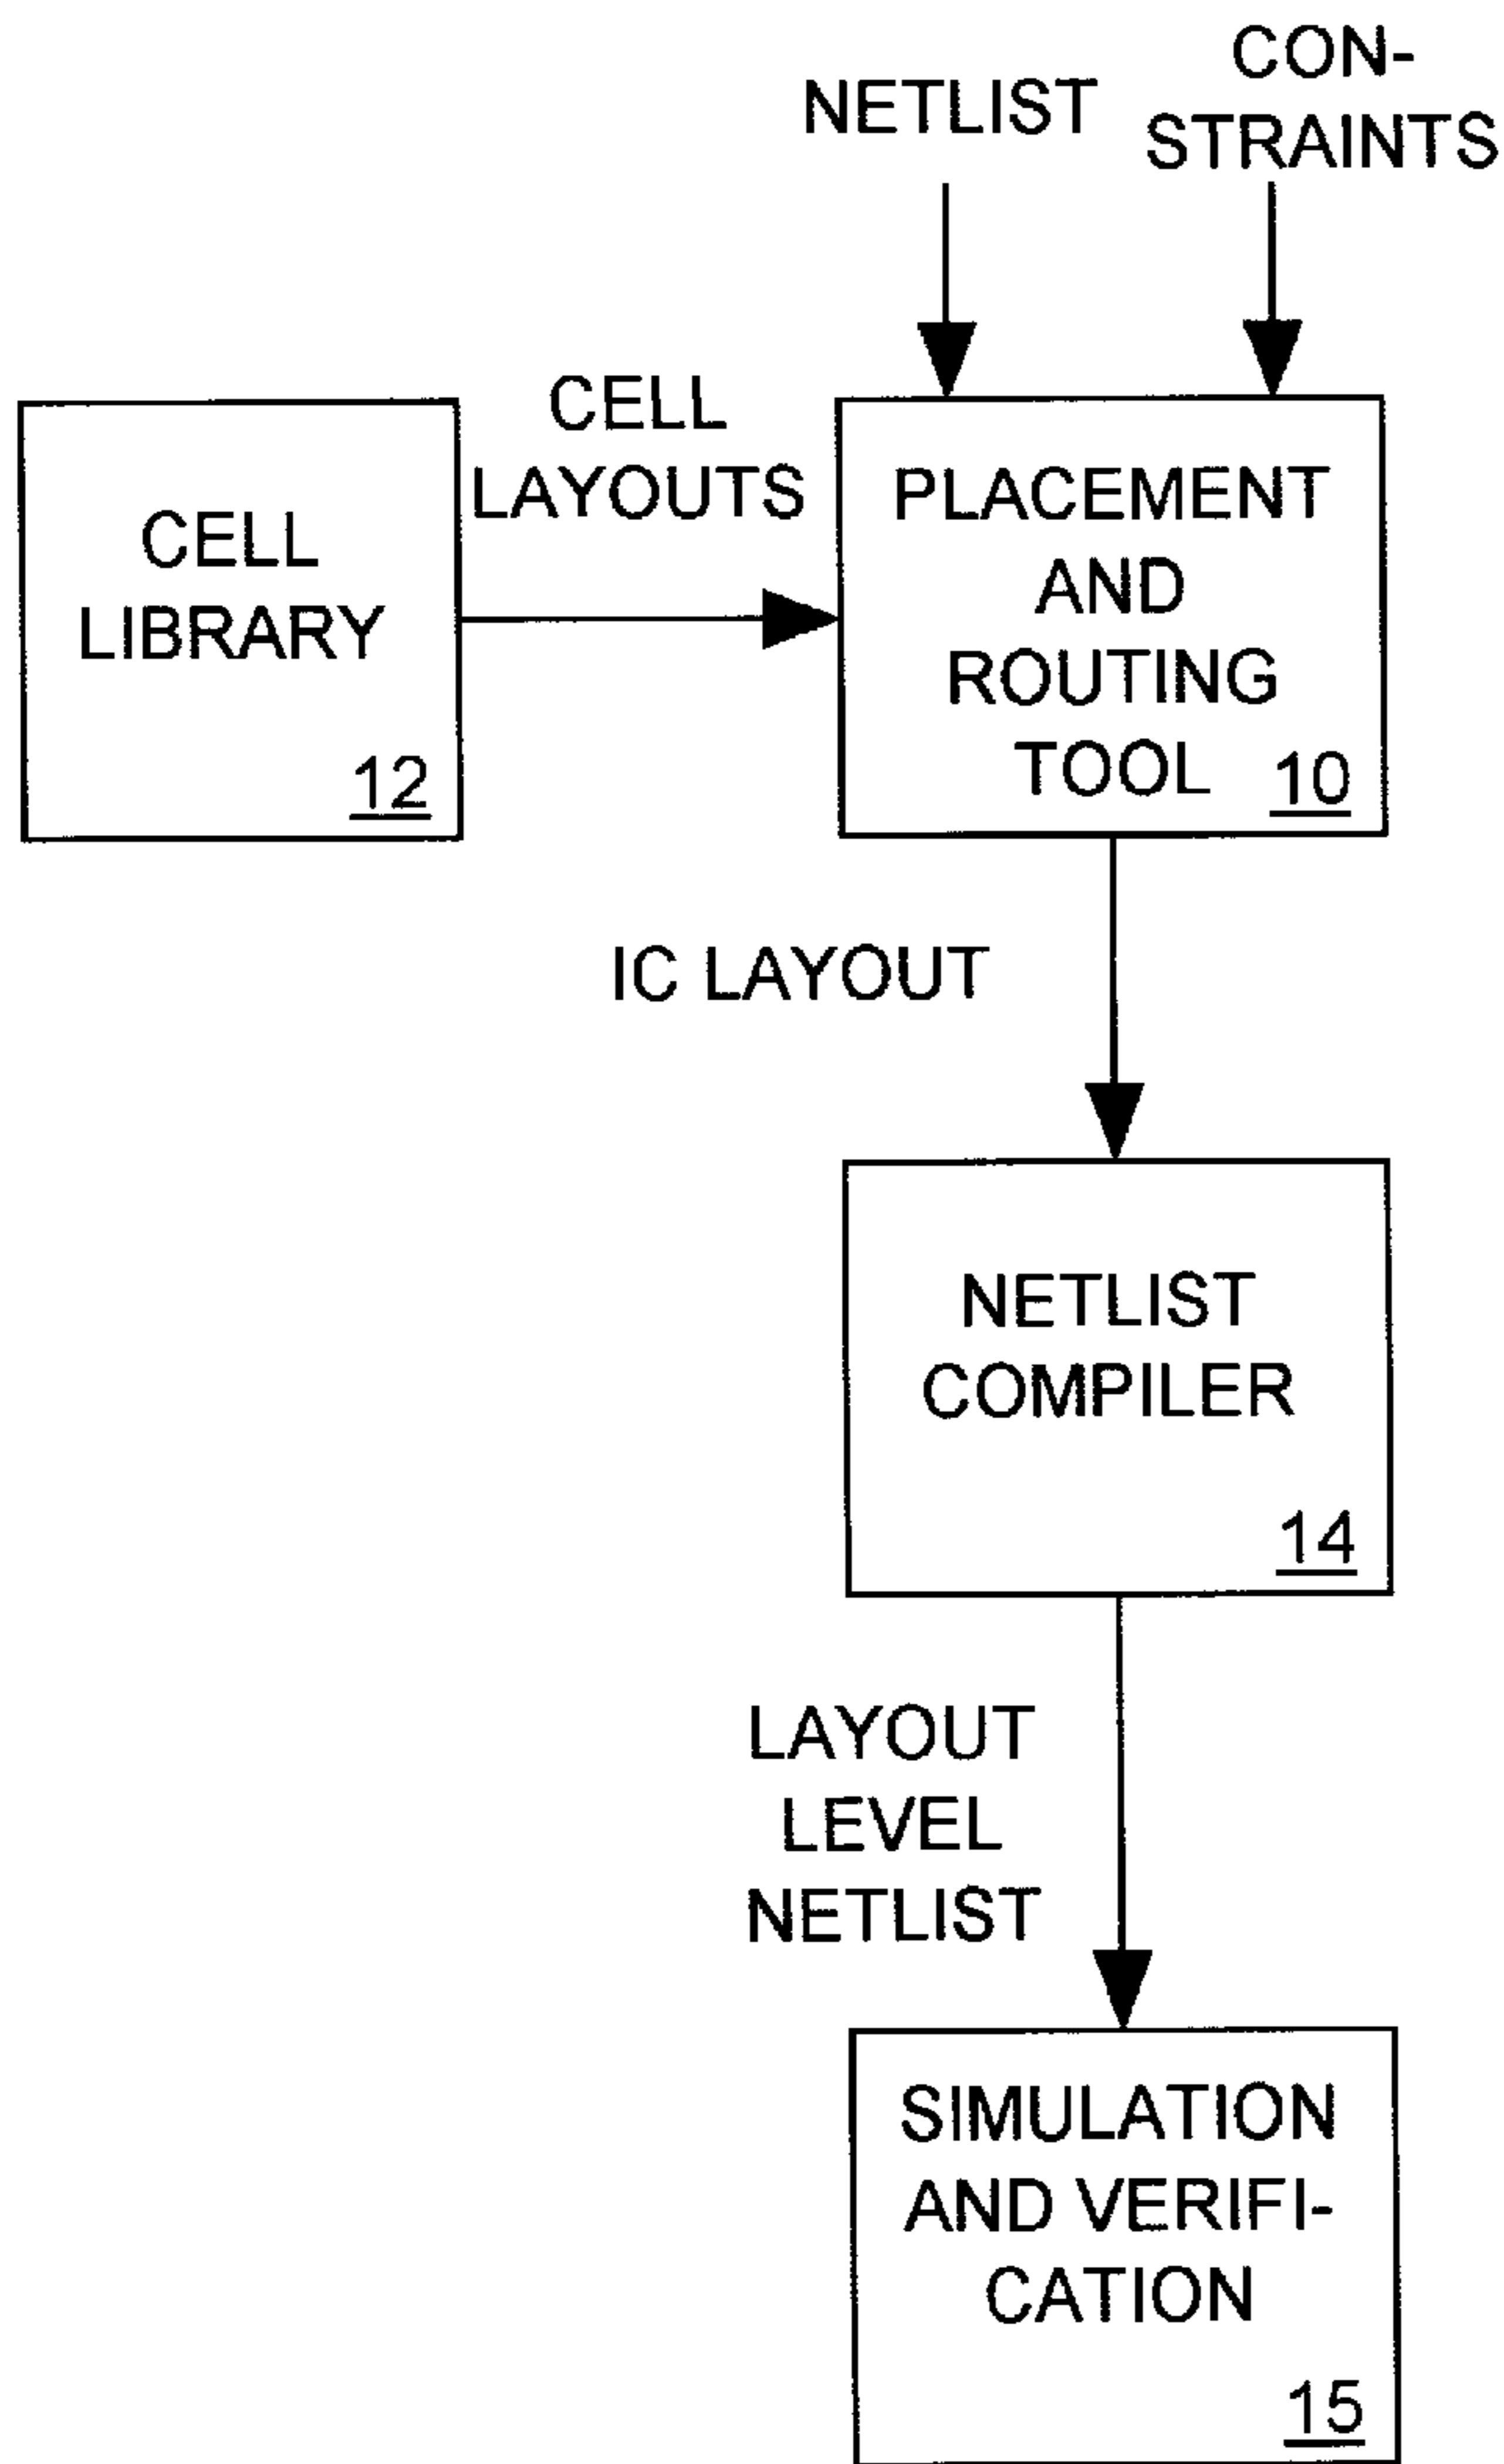 NETLIST
CON-
STRAINTS
CELL
LAYOUTS
CELL
LIBRARY
12
PLACEMENT
AND
ROUTING
TOOL
10
IC LAYOUT
NETLIST
COMPILER
14
LAYOUT
LEVEL
NETLIST
SIMULATION
AND VERIFI-
CATION
15